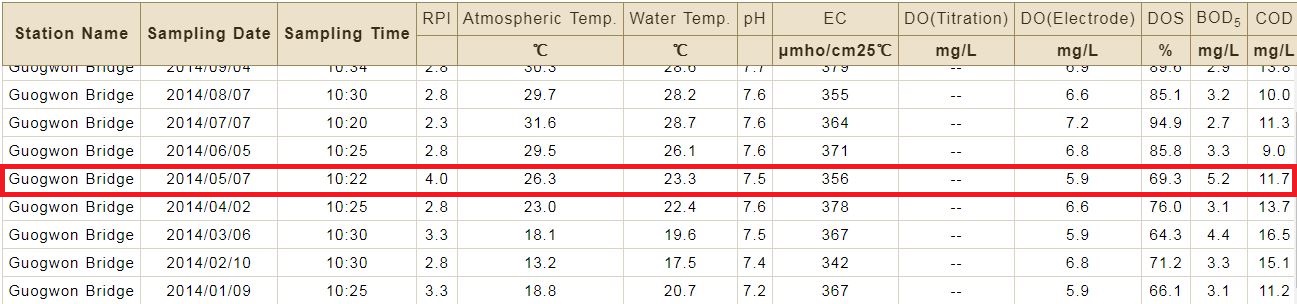 Station Name Sampling Date Sampling Time RPI Atmospheric Temp. Water Temp. pH EC DO(Titration) DO(Electrode) DOS BOD5 COD
℃ ℃ µmho/cm25℃ mg/L mg/L % mg/L mg/L
Guogwon Bridge 2014/09/04 10:34 2.8 30.3 28.6 7.7 379 -- 6.9 89.6 2.9 13.8
Guogwon Bridge 2014/08/07 10:30 2.8 29.7 28.2 7.6 355 -- 6.6 85.1 3.2 10.0
Guogwon Bridge 2014/07/07 10:20 2.3 31.6 28.7 7.6 364 -- 7.2 94.9 2.7 11.3
Guogwon Bridge 2014/06/05 10:25 2.8 29.5 26.1 7.6 371 -- 6.8 85.8 3.3 9.0
Guogwon Bridge 2014/05/07 10:22 4.0 26.3 23.3 7.5 356 -- 5.9 69.3 5.2 11.7
Guogwon Bridge 2014/04/02 10:25 2.8 23.0 22.4 7.6 378 -- 6.6 76.0 3.1 13.7
Guogwon Bridge 2014/03/06 10:30 3.3 18.1 19.6 7.5 367 -- 5.9 64.3 4.4 16.5
Guogwon Bridge 2014/02/10 10:30 2.8 13.2 17.5 7.4 342 -- 6.8 71.2 3.3 15.1
Guogwon Bridge 2014/01/09 10:25 3.3 18.8 20.7 7.2 367 -- 5.9 66.1 3.1 11.2